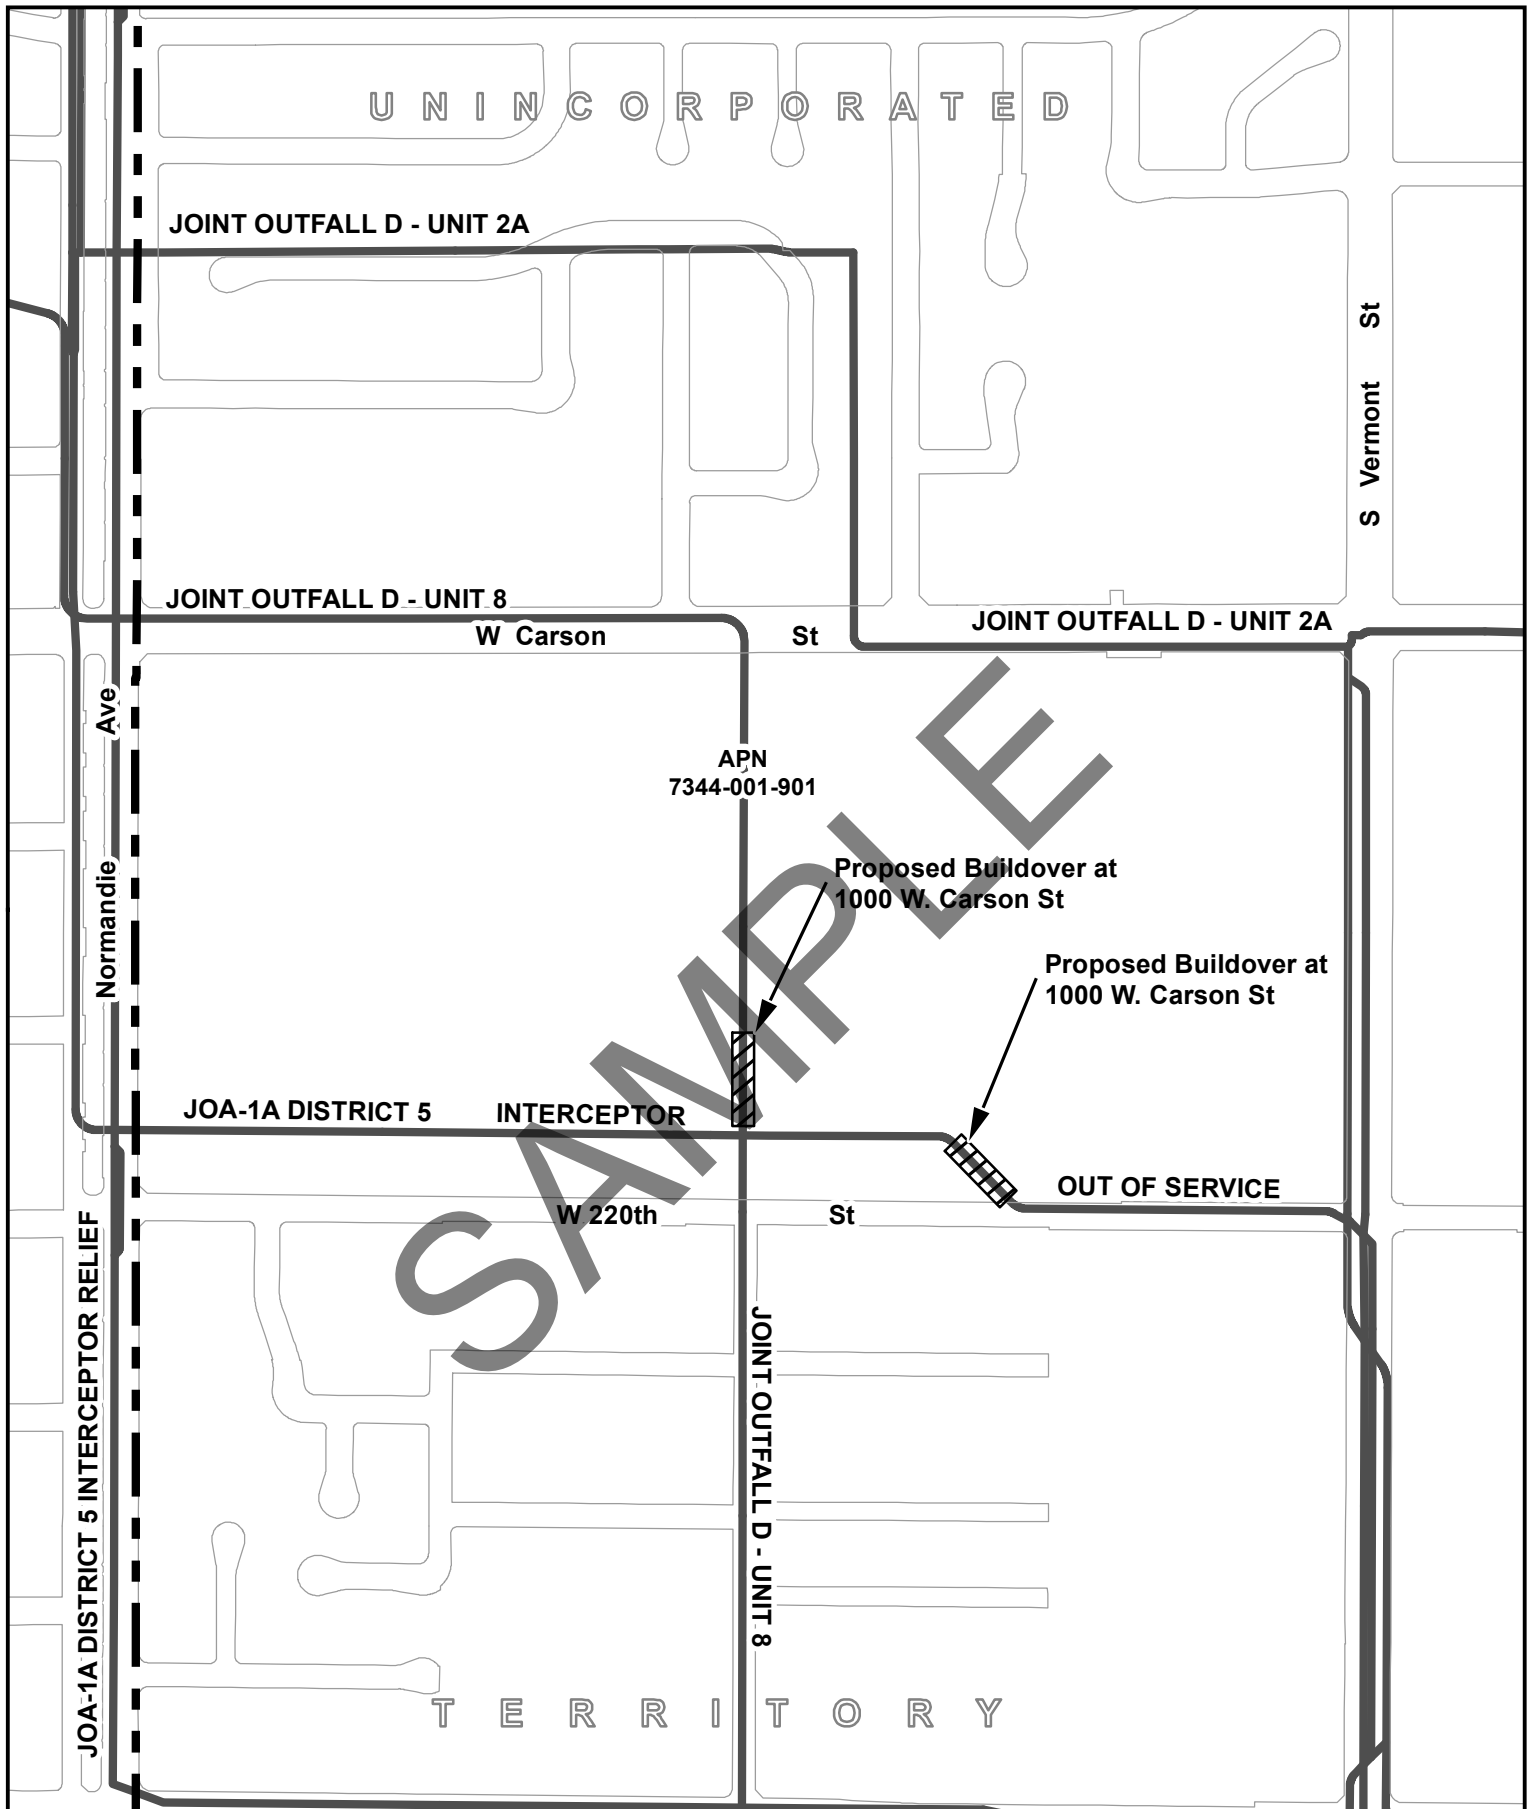 UNINCORPORATED
JOINT OUTFALL D - UNIT 2A
S Vermont St
JOINT OUTFALL D - UNIT 8
JOINT OUTFALL D - UNIT 2A
W Carson St
Normandie Ave
APN
7344-001-901
Proposed Buildover at
1000 W. Carson St
Proposed Buildover at
1000 W. Carson St
SAMPLE
JOA-1A DISTRICT 5 INTERCEPTOR
OUT OF SERVICE
W 220th St
JOA-1A DISTRICT 5 INTERCEPTOR RELIEF
JOINT OUTFALL D - UNIT 8
TERRITORY